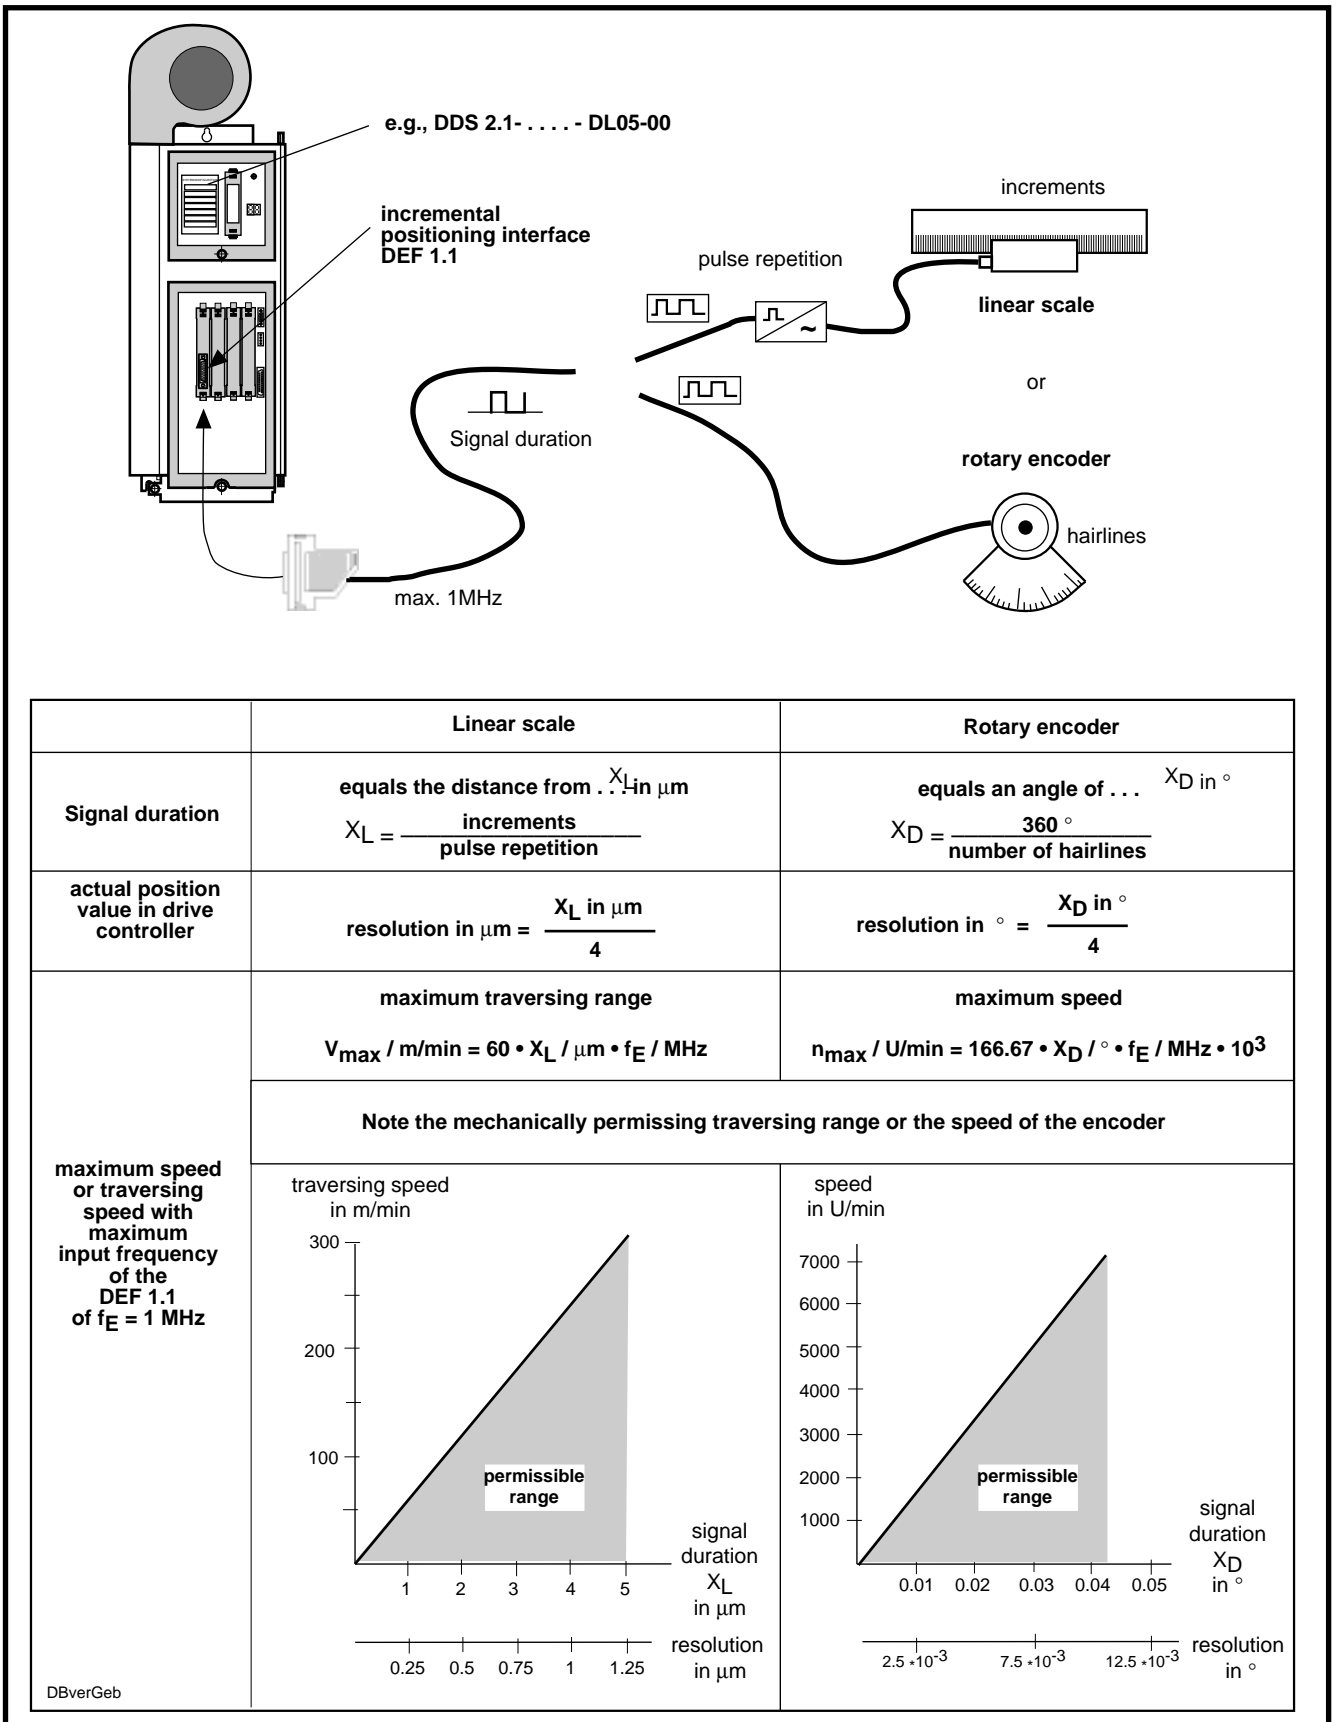 e.g., DDS 2.1- . . . . - DL05-00
incremental
positioning interface
DEF 1.1
increments
pulse repetition
linear scale
or
Signal duration
rotary encoder
hairlines
max. 1MHz
Linear scale
Rotary encoder
Signal duration
equals the distance from . . . XL in µm
XL = increments
pulse repetition
equals an angle of . . . XD in °
XD = 360 °
number of hairlines
actual position
value in drive
controller
resolution in µm = XL in µm
4
resolution in ° = XD in °
4
maximum traversing range
Vmax / m/min = 60 • XL / µm • fE / MHz
maximum speed
nmax / U/min = 166.67 • XD / ° • fE / MHz • 10³
Note the mechanically permissing traversing range or the speed of the encoder
maximum speed
or traversing
speed with
maximum
input frequency
of the
DEF 1.1
of fE = 1 MHz
traversing speed
in m/min
300
200
100
permissible
range
1 2 3 4 5
signal
duration
XL
in µm
0.25 0.5 0.75 1 1.25
resolution
in µm
speed
in U/min
7000
6000
5000
4000
3000
2000
1000
permissible
range
0.01 0.02 0.03 0.04 0.05
signal
duration
XD
in °
2.5 *10-3 7.5 *10-3 12.5 *10-3
resolution
in °
DBverGeb